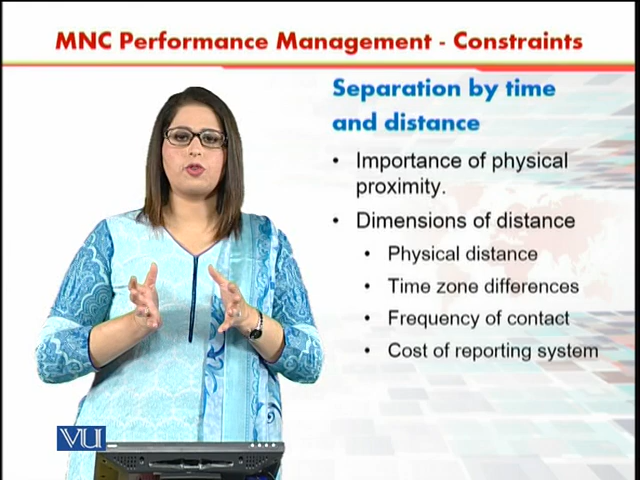 MNC Performance Management - Constraints
Separation by time
and distance
• Importance of physical
proximity.
• Dimensions of distance
• Physical distance
• Time zone differences
• Frequency of contact
• Cost of reporting system
VU